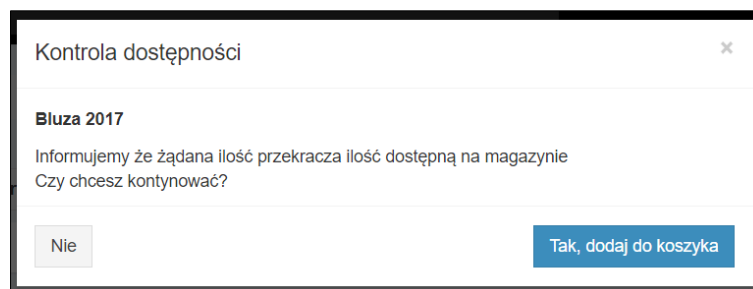 Kontrola dostępności
×
Bluza 2017
Informujemy że żądana ilość przekracza ilość dostępną na magazynie
Czy chcesz kontynować?
Nie
Tak, dodaj do koszyka